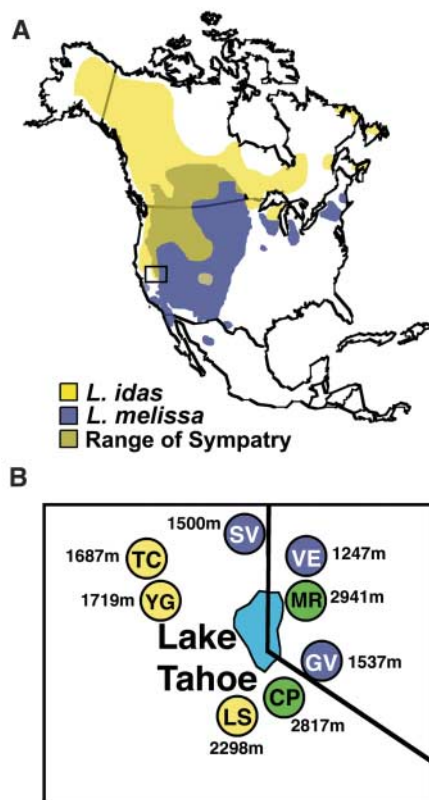 A
L. idas
L. melissa
Range of Sympatry
B
1500m
SV
1687m
TC
VE
1247m
1719m
YG
MR
2941m
Lake
Tahoe
GV
1537m
CP
LS
2817m
2298m